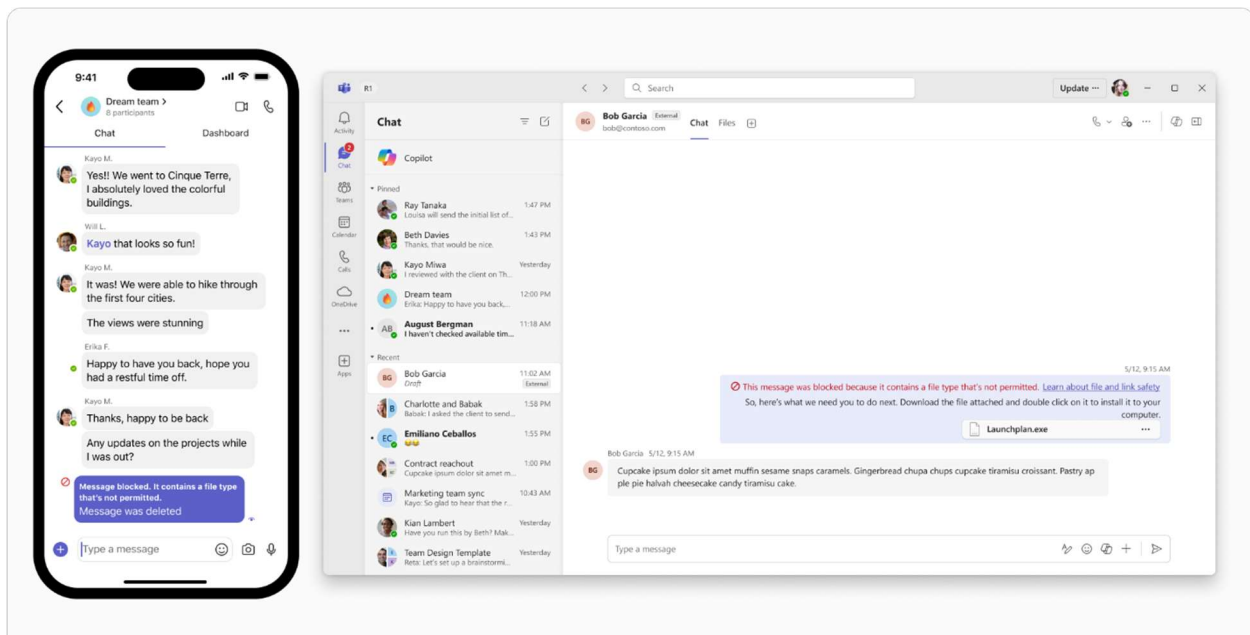 9:41
Dream team >
8 participants
Chat Dashboard
Kayo M.
Yes!! We went to Cinque Terre,
I absolutely loved the colorful
buildings.
Will L.
Kayo that looks so fun!
Kayo M.
It was! We were able to hike through
the first four cities.
The views were stunning
Erika F.
Happy to have you back, hope you
had a restful time off.
Kayo M.
Thanks, happy to be back
Any updates on the projects while
I was out?
Message blocked. It contains a file type
that's not permitted.
Message was deleted
Type a message
R1
Search
Update
Activity
2
Chat
Teams
Calendar
Calls
OneDrive
Apps
Chat
Copilot
Pinned
Ray Tanaka 1:47 PM
Louisa will send the initial list of...
Beth Davies 1:43 PM
Thanks, that would be nice.
Kayo Miwa Yesterday
I reviewed with the client on Th...
Dream team 12:00 PM
Erika: Happy to have you back,...
AB August Bergman 11:18 AM
I haven't checked available tim...
Recent
BG Bob Garcia 11:02 AM
Draft External
B Charlotte and Babak 1:58 PM
Babak: I asked the client to send...
EC Emiliano Ceballos 1:55 PM
Contract reachout 1:00 PM
Cupcake ipsum dolor sit amet m...
Marketing team sync 10:43 AM
Kayo: So glad to hear that the r...
Kian Lambert Yesterday
Have you run this by Beth? Mak...
Team Design Template Yesterday
Reta: Let's set up a brainstormi...
BG Bob Garcia External
bob@contoso.com
Chat Files
5/12, 9:15 AM
This message was blocked because it contains a file type that's not permitted. Learn about file and link safety
So, here's what we need you to do next. Download the file attached and double click on it to install it to your
computer.
Launchplan.exe
Bob Garcia 5/12, 9:15 AM
BG
Cupcake ipsum dolor sit amet muffin sesame snaps caramels. Gingerbread chupa chups cupcake tiramisu croissant. Pastry ap
ple pie halvah cheesecake candy tiramisu cake.
Type a message